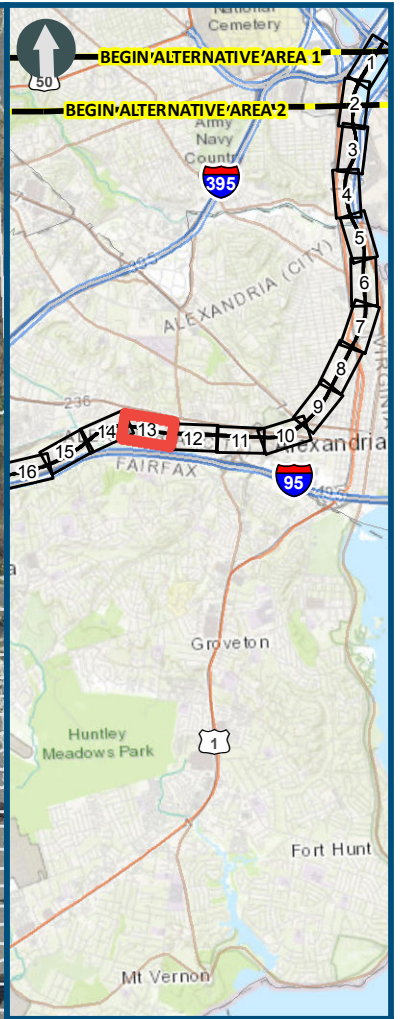 National
Cemetery
BEGIN ALTERNATIVE AREA 1
1
50
2
BEGIN ALTERNATIVE AREA 2
Army
Navy
Country
3
395
4
5
395
ALEXANDRIA (CITY)
6
7
VIRGINIA
8
236
9
13
14
12
11
10
Alexandria
15
FAIRFAX
16
95
495
a
Groveton
1
Huntley
Meadows Park
Fort Hunt
Mt Vernon